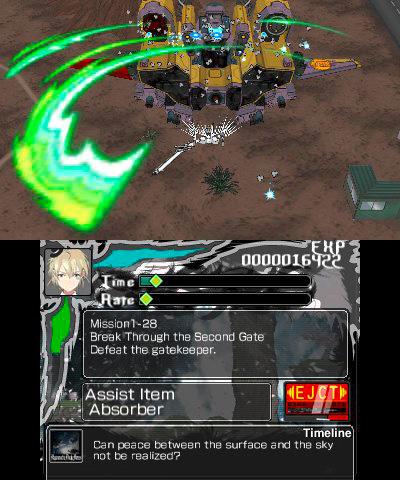 EXP
0000016922
Time
Rate
Mission1-28
Break Through the Second Gate
Defeat the gatekeeper.
Assist Item
Absorber
EJECT
Timeline
Can peace between the surface and the sky
not be realized?